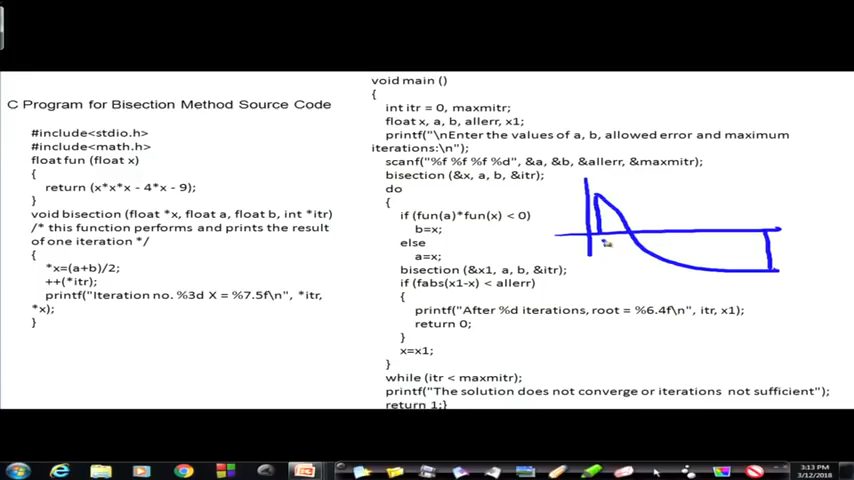 C Program for Bisection Method Source Code
#include<stdio.h>
#include<math.h>
float fun (float x)
{
return (x*x*x - 4*x - 9);
}
void bisection (float *x, float a, float b, int *itr)
/* this function performs and prints the result
of one iteration */
{
*x=(a+b)/2;
++(*itr);
printf("Iteration no. %3d X = %7.5f\n", *itr,
*x);
}
void main ()
{
int itr = 0, maxmitr;
float x, a, b, allerr, x1;
printf("\nEnter the values of a, b, allowed error and maximum
iterations:\n");
scanf("%f %f %f %d", &a, &b, &allerr, &maxmitr);
bisection (&x, a, b, &itr);
do
{
if (fun(a)*fun(x) < 0)
b=x;
else
a=x;
bisection (&x1, a, b, &itr);
if (fabs(x1-x) < allerr)
{
printf("After %d iterations, root = %6.4f\n", itr, x1);
return 0;
}
x=x1;
}
while (itr < maxmitr);
printf("The solution does not converge or iterations not sufficient");
return 1;}
3:13 PM
3/12/2018